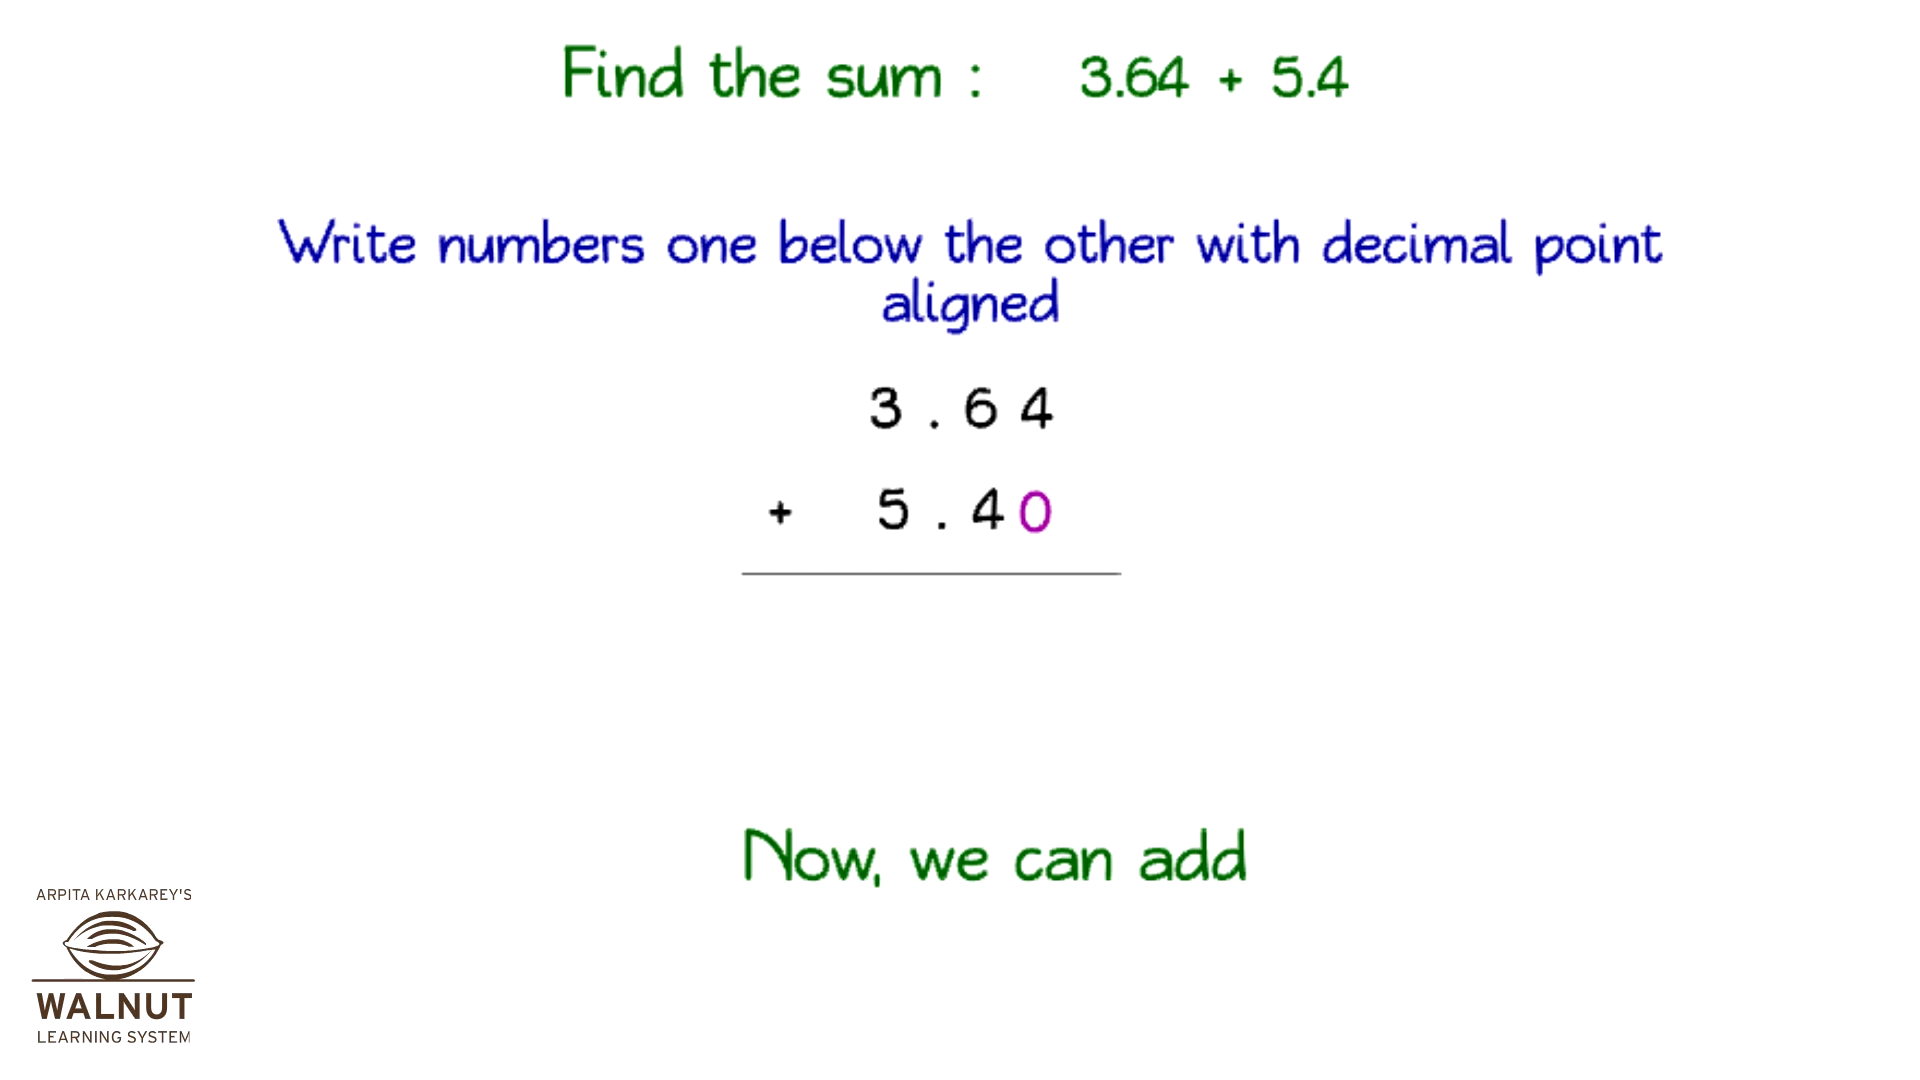 Find the sum : 3.64 + 5.4
Write numbers one below the other with decimal point
aligned
3 . 6 4
+ 5 . 4 0
Now, we can add
ARPITA KARKAREY'S
WALNUT
LEARNING SYSTEM